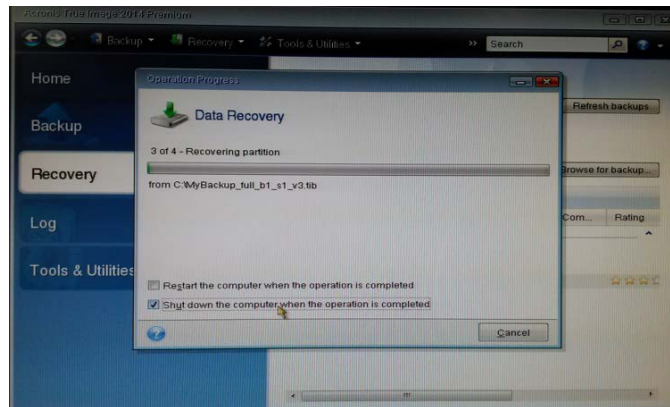 Acronis True Image 2014 Premium
Backup Recovery Tools & Utilities » Search
Home
Backup
Recovery
Log
Tools & Utilities
Refresh backups
Browse for backup...
Com... Rating
Operation Progress
Data Recovery
3 of 4 - Recovering partition
from C:\MyBackup_full_b1_s1_v3.tib
Restart the computer when the operation is completed
Shut down the computer when the operation is completed
Cancel